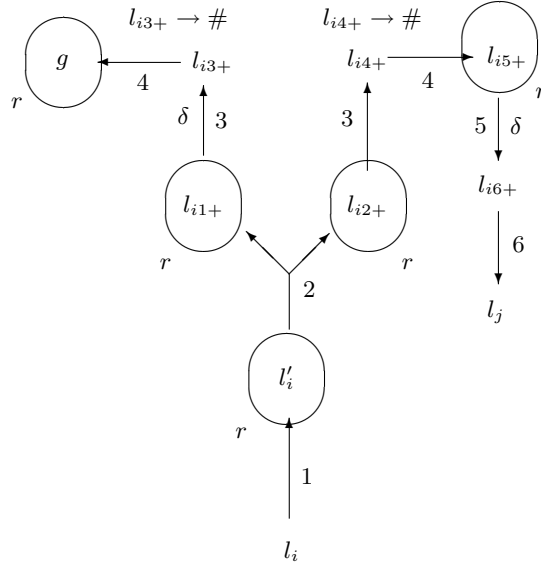 l_{i3+} → #
l_{i4+} → #
g
l_{i3+}
l_{i4+}
l_{i5+}
4
4
r
r
δ
3
3
5
δ
l_{i6+}
l_{i1+}
l_{i2+}
6
r
r
2
l_j
l'_i
r
1
l_i